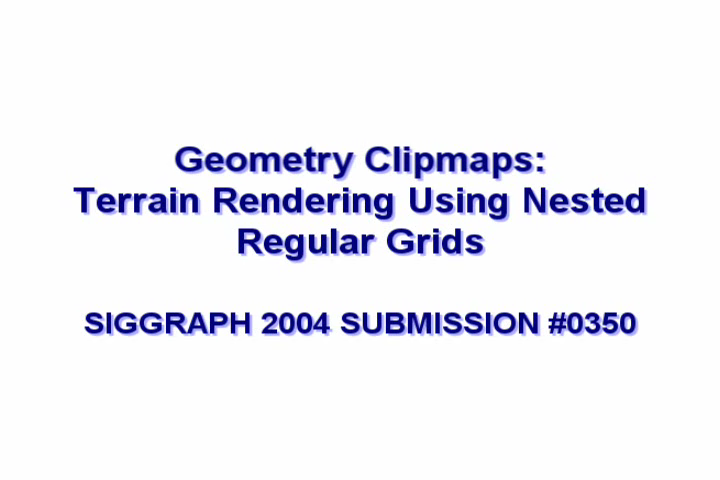 Geometry Clipmaps:
Terrain Rendering Using Nested
Regular Grids
SIGGRAPH 2004 SUBMISSION #0350